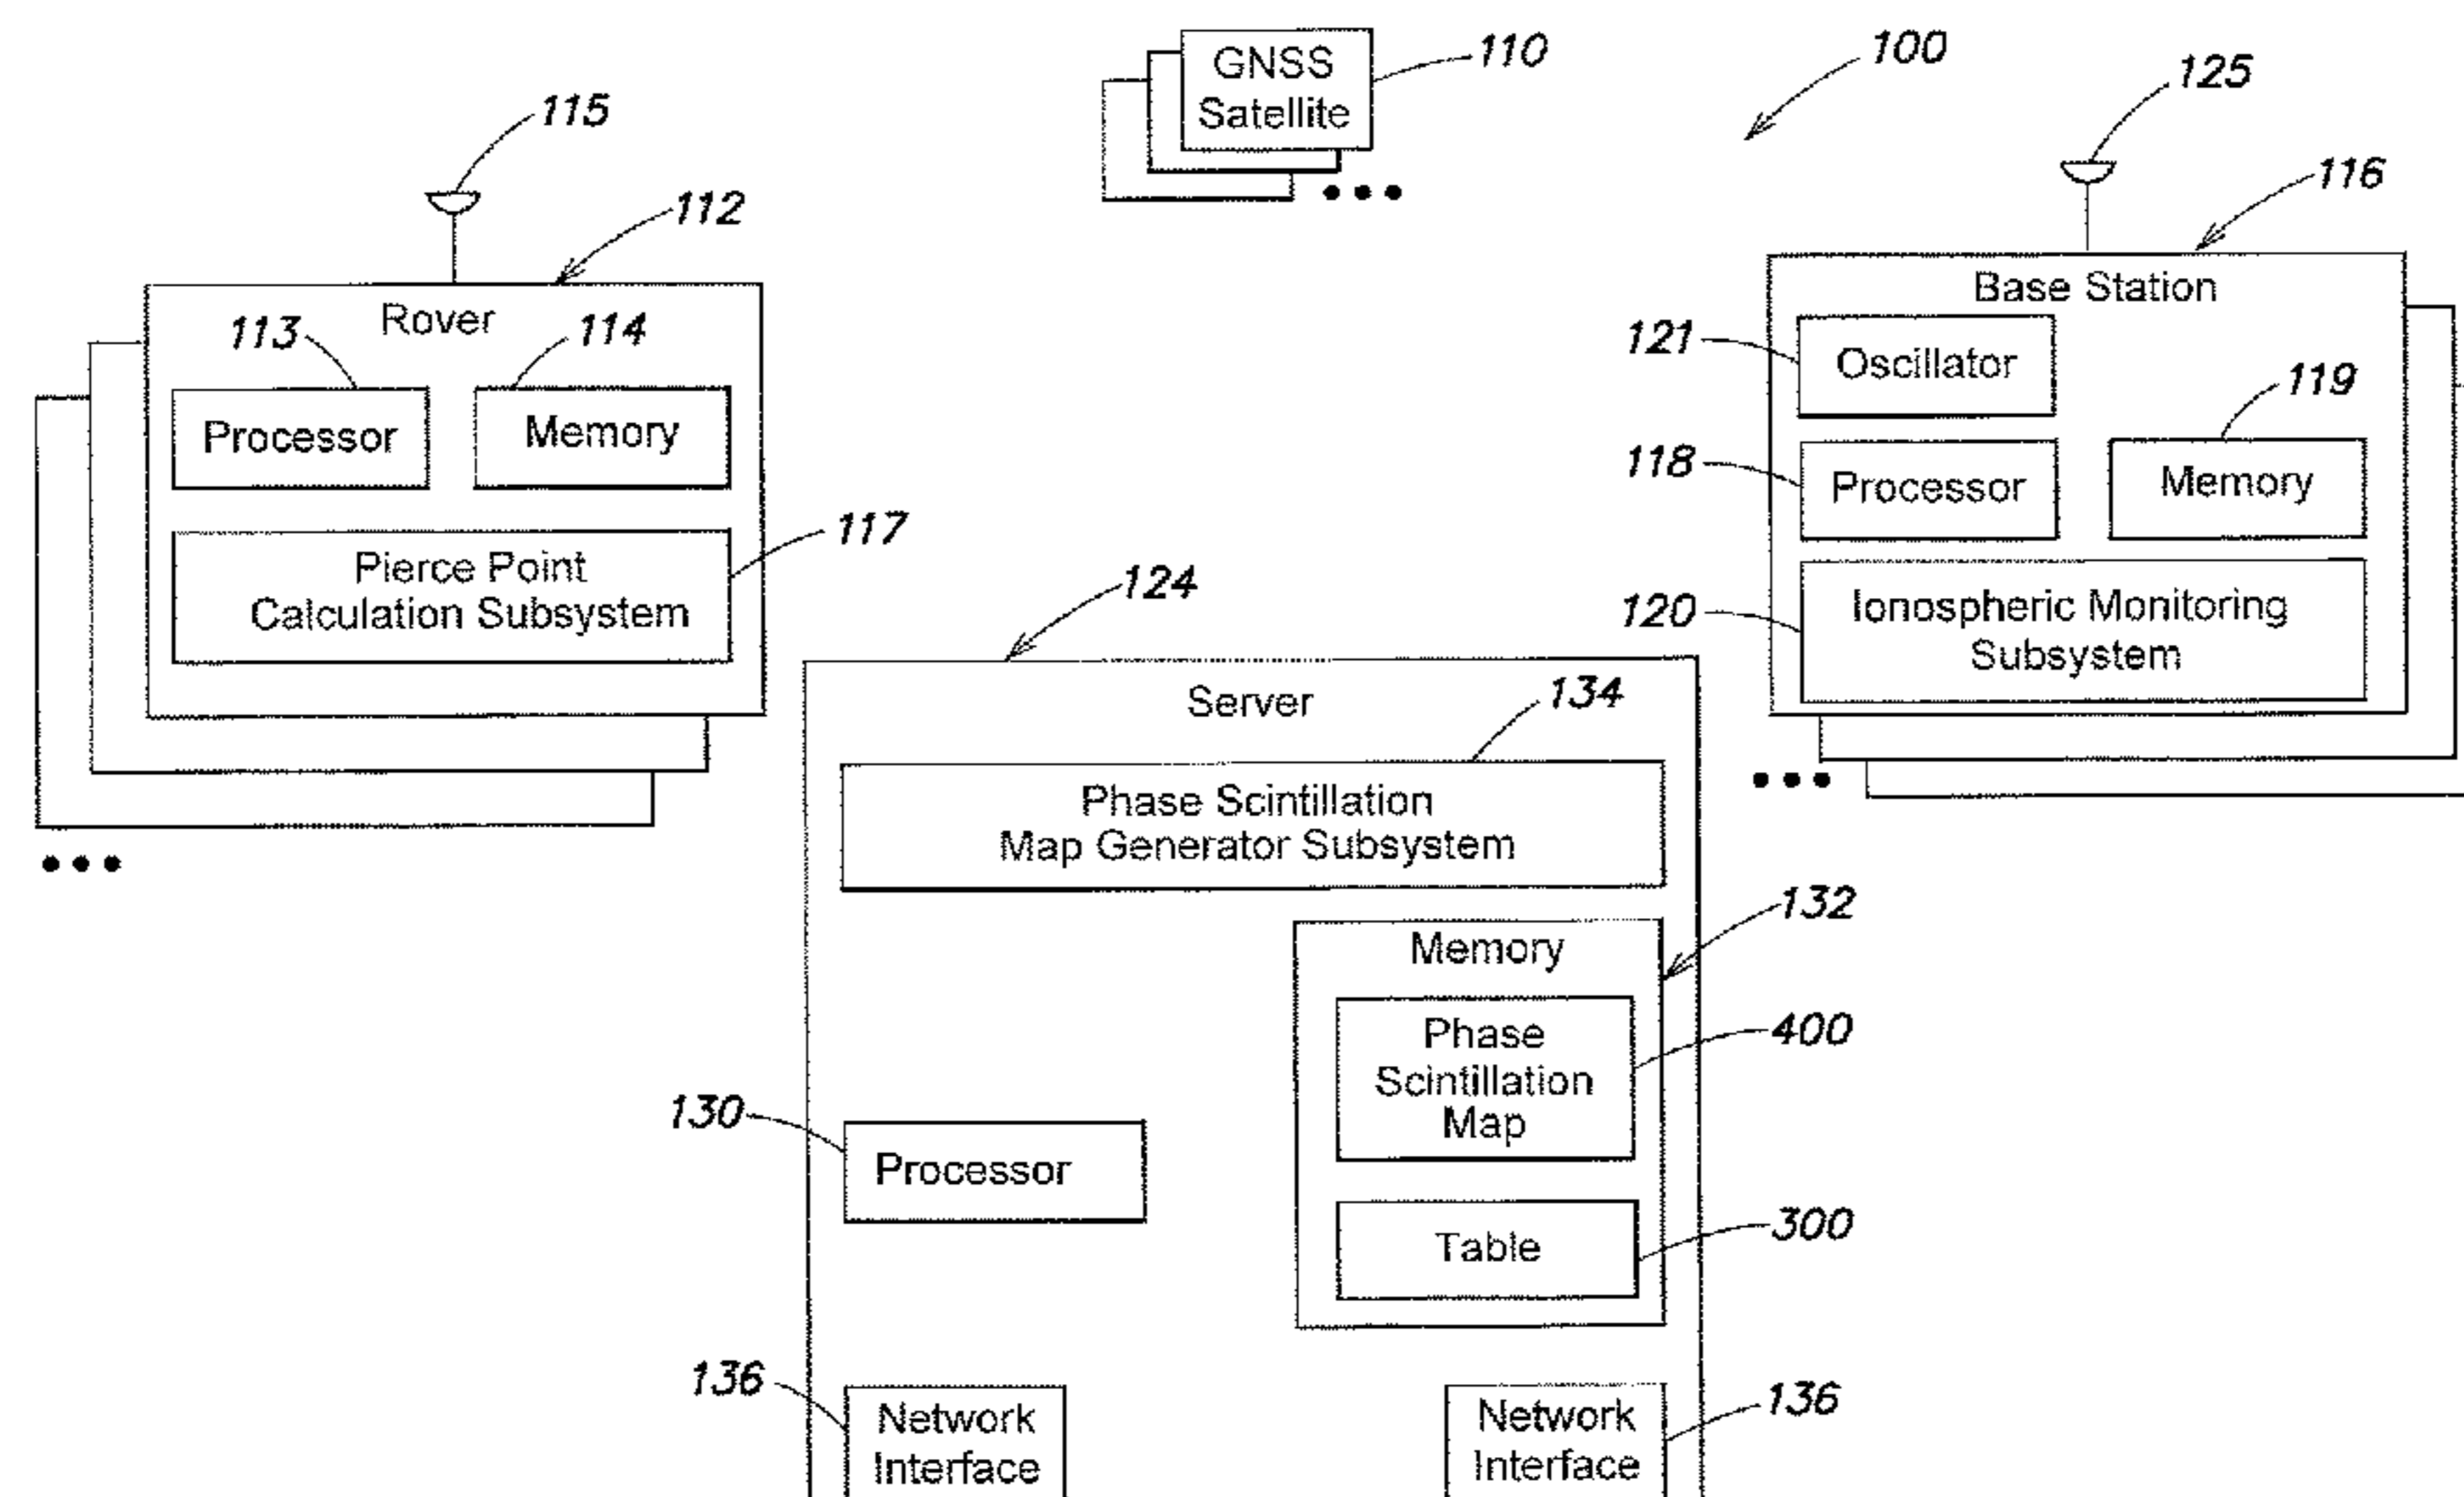 GNSS
Satellite
110
100
125
115
112
116
Rover
113
114
Processor
Memory
Pierce Point
Calculation Subsystem
117
Base Station
121
Oscillator
119
118
Processor
Memory
120
Ionospheric Monitoring
Subsystem
124
Server
134
Phase Scintillation
Map Generator Subsystem
132
Memory
Phase
Scintillation
Map
400
130
Processor
Table
300
136
Network
Interface
Network
Interface
136